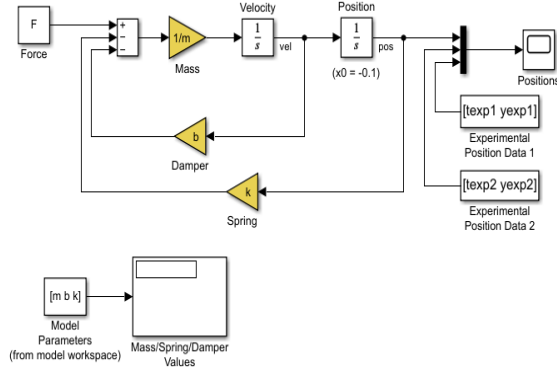 Velocity
Position
F
+
−
−
1/m
1
s
vel
1
s
pos
Force
Mass
(x0 = -0.1)
Positions
[texp1 yexp1]
b
Experimental
Position Data 1
Damper
k
[texp2 yexp2]
Spring
Experimental
Position Data 2
[m b k]
Model
Parameters
(from model workspace)
Mass/Spring/Damper
Values